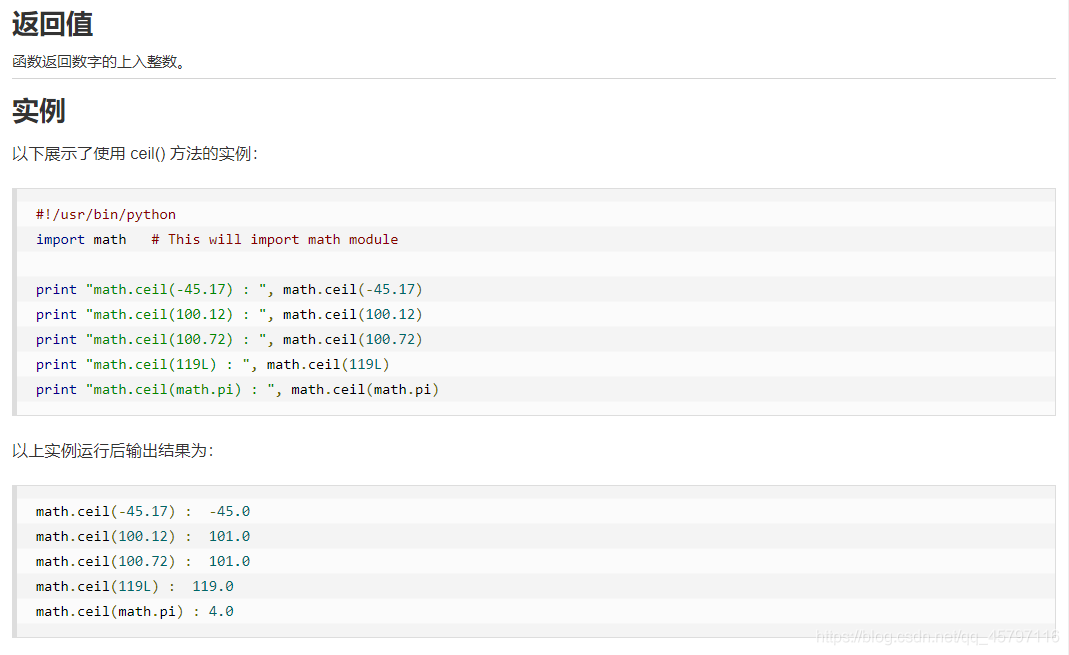 返回值
函数返回数字的上入整数。
实例
以下展示了使用 ceil() 方法的实例：
#!/usr/bin/python
import math   # This will import math module
print "math.ceil(-45.17) : ", math.ceil(-45.17)
print "math.ceil(100.12) : ", math.ceil(100.12)
print "math.ceil(100.72) : ", math.ceil(100.72)
print "math.ceil(119L) : ", math.ceil(119L)
print "math.ceil(math.pi) : ", math.ceil(math.pi)
以上实例运行后输出结果为：
math.ceil(-45.17) :  -45.0
math.ceil(100.12) :  101.0
math.ceil(100.72) :  101.0
math.ceil(119L) :  119.0
math.ceil(math.pi) : 4.0
https://blog.csdn.net/qq_45797116